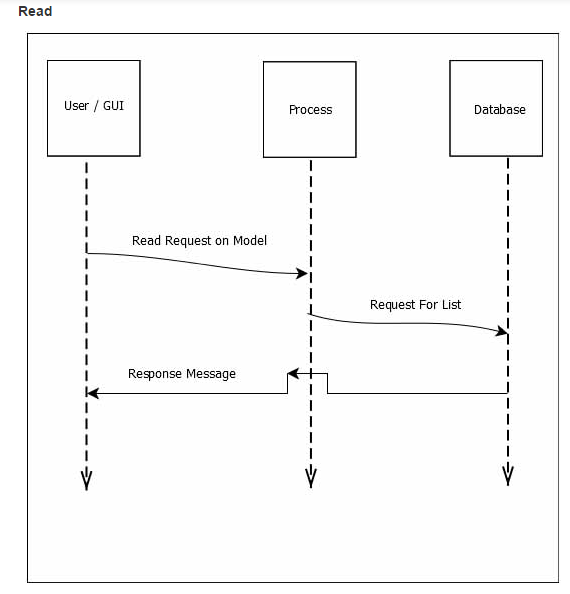 Read
User / GUI
Process
Database
Read Request on Model
Request For List
Response Message